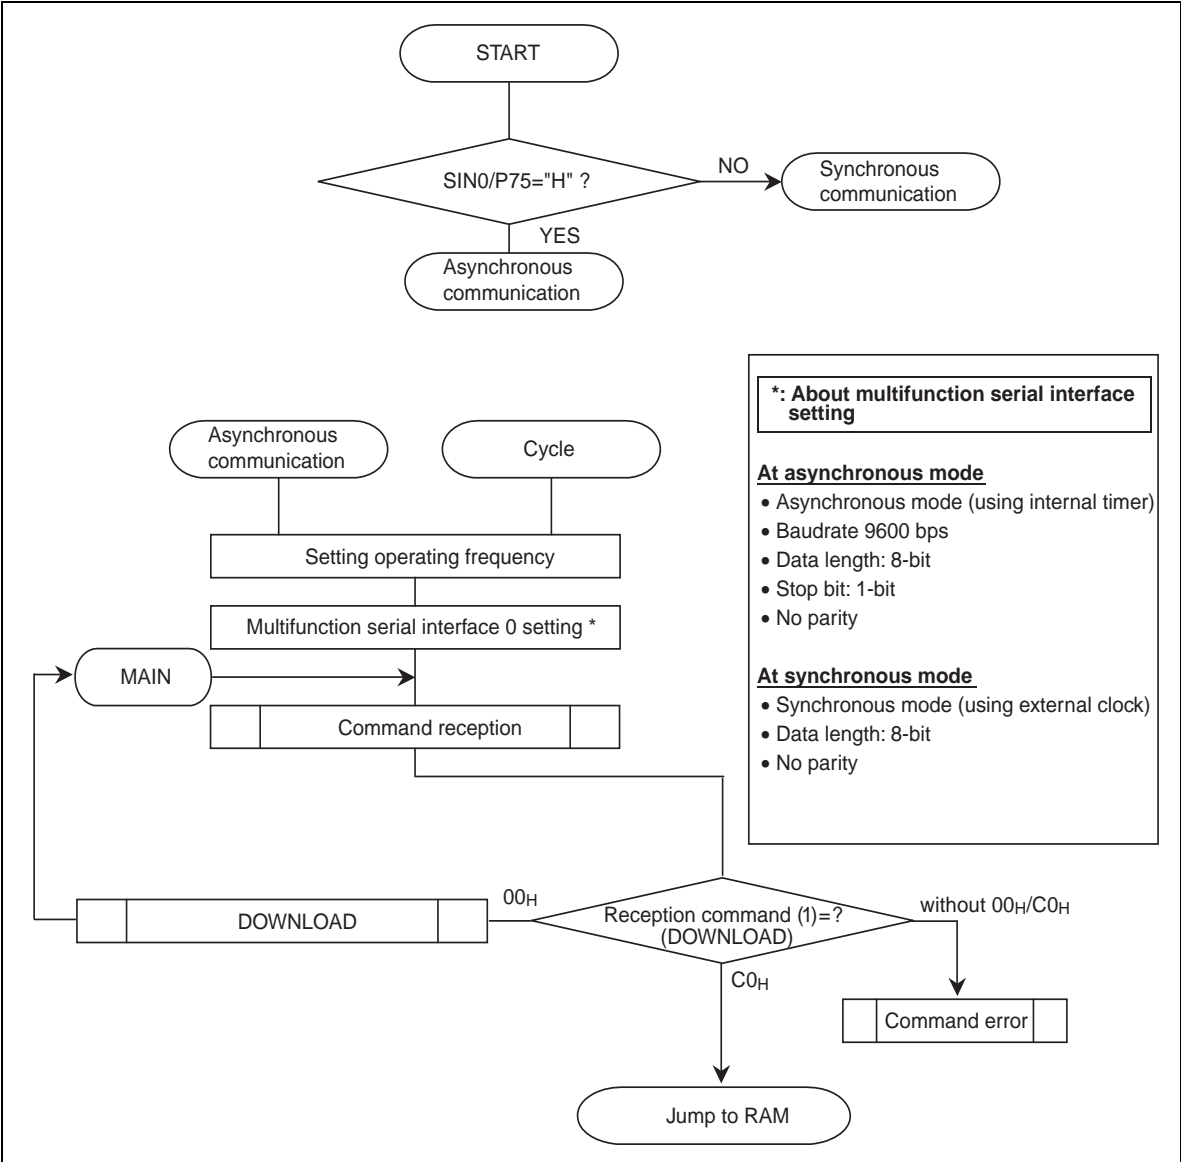 START
SIN0/P75="H" ?
NO
Synchronous
communication
YES
Asynchronous
communication
*: About multifunction serial interface
setting
At asynchronous mode
• Asynchronous mode (using internal timer)
• Baudrate 9600 bps
• Data length: 8-bit
• Stop bit: 1-bit
• No parity
At synchronous mode
• Synchronous mode (using external clock)
• Data length: 8-bit
• No parity
Asynchronous
communication
Cycle
Setting operating frequency
Multifunction serial interface 0 setting *
MAIN
Command reception
DOWNLOAD
00H
Reception command (1)=?
(DOWNLOAD)
without 00H/C0H
C0H
Command error
Jump to RAM